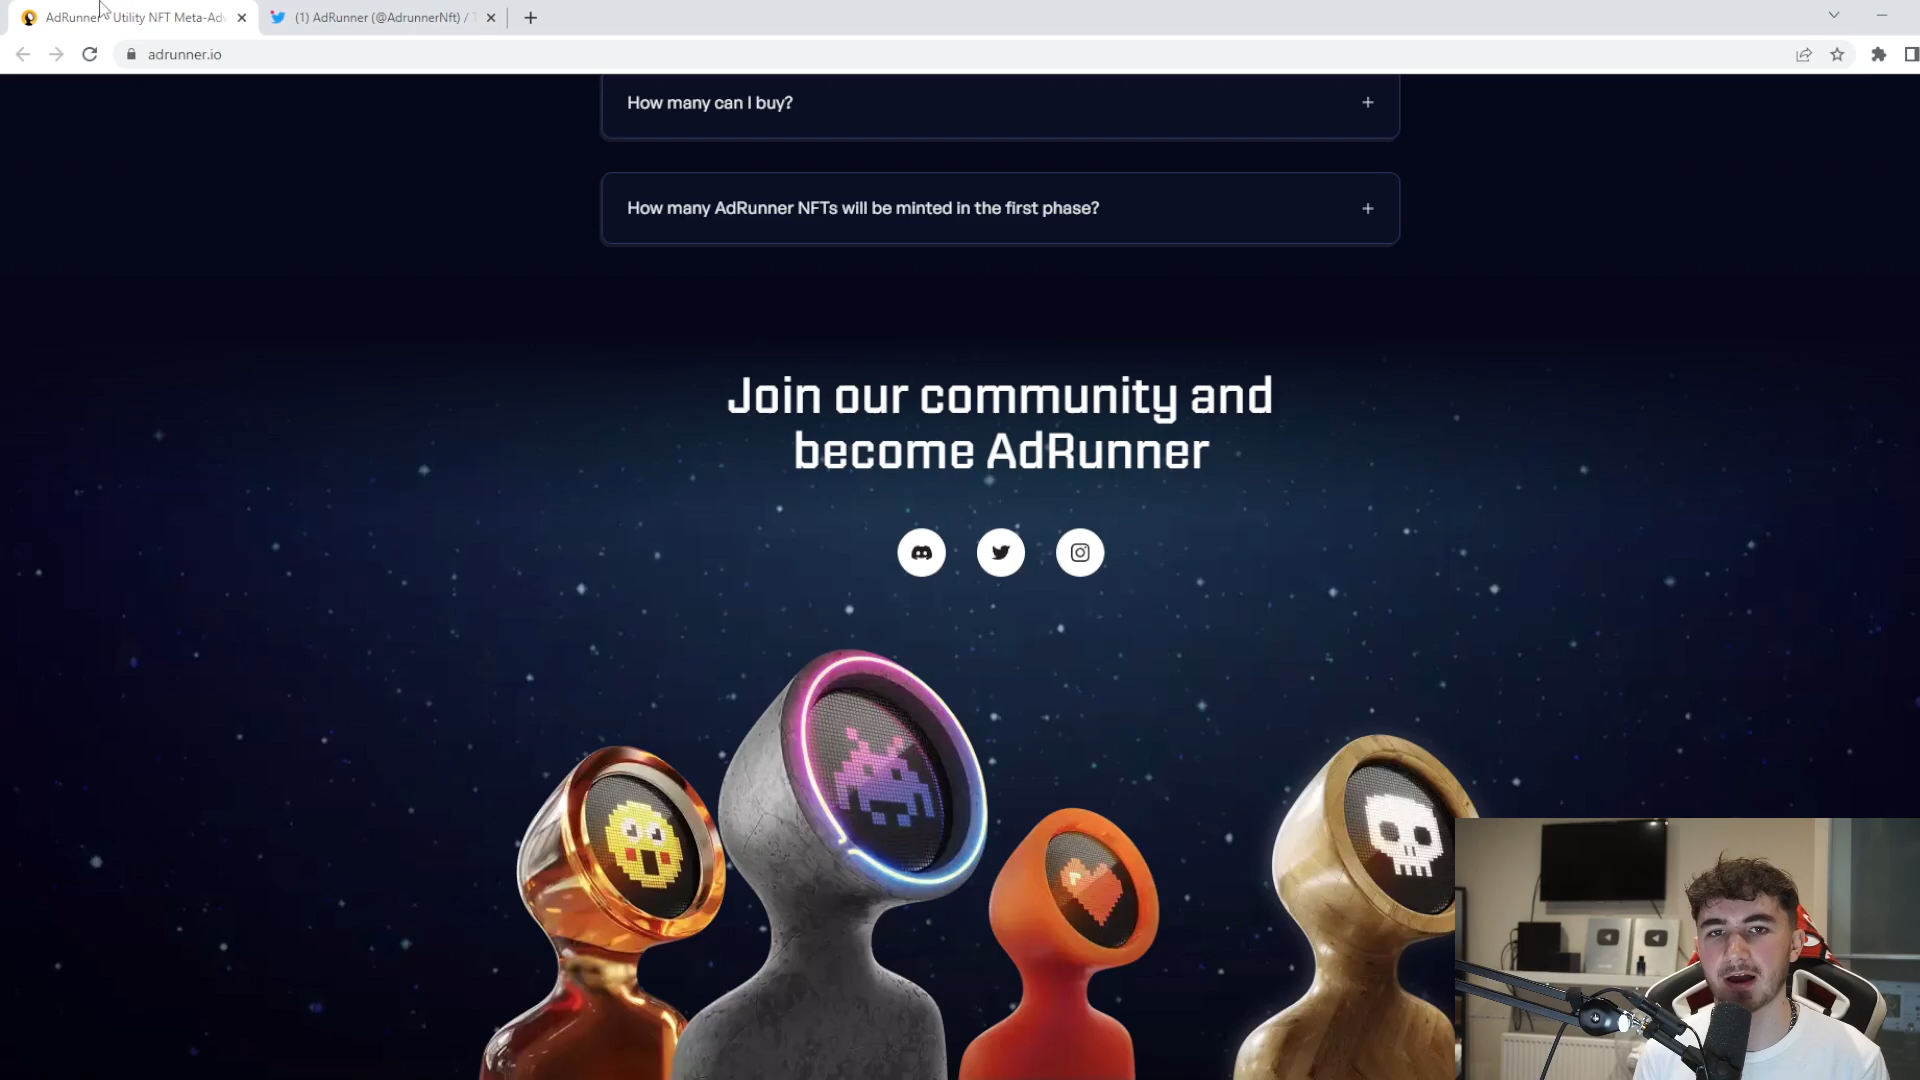 AdRunner - Utility NFT Meta-Adv
(1) AdRunner (@AdrunnerNft) / T
adrunner.io
How many can I buy?
How many AdRunner NFTs will be minted in the first phase?
Join our community and
become AdRunner